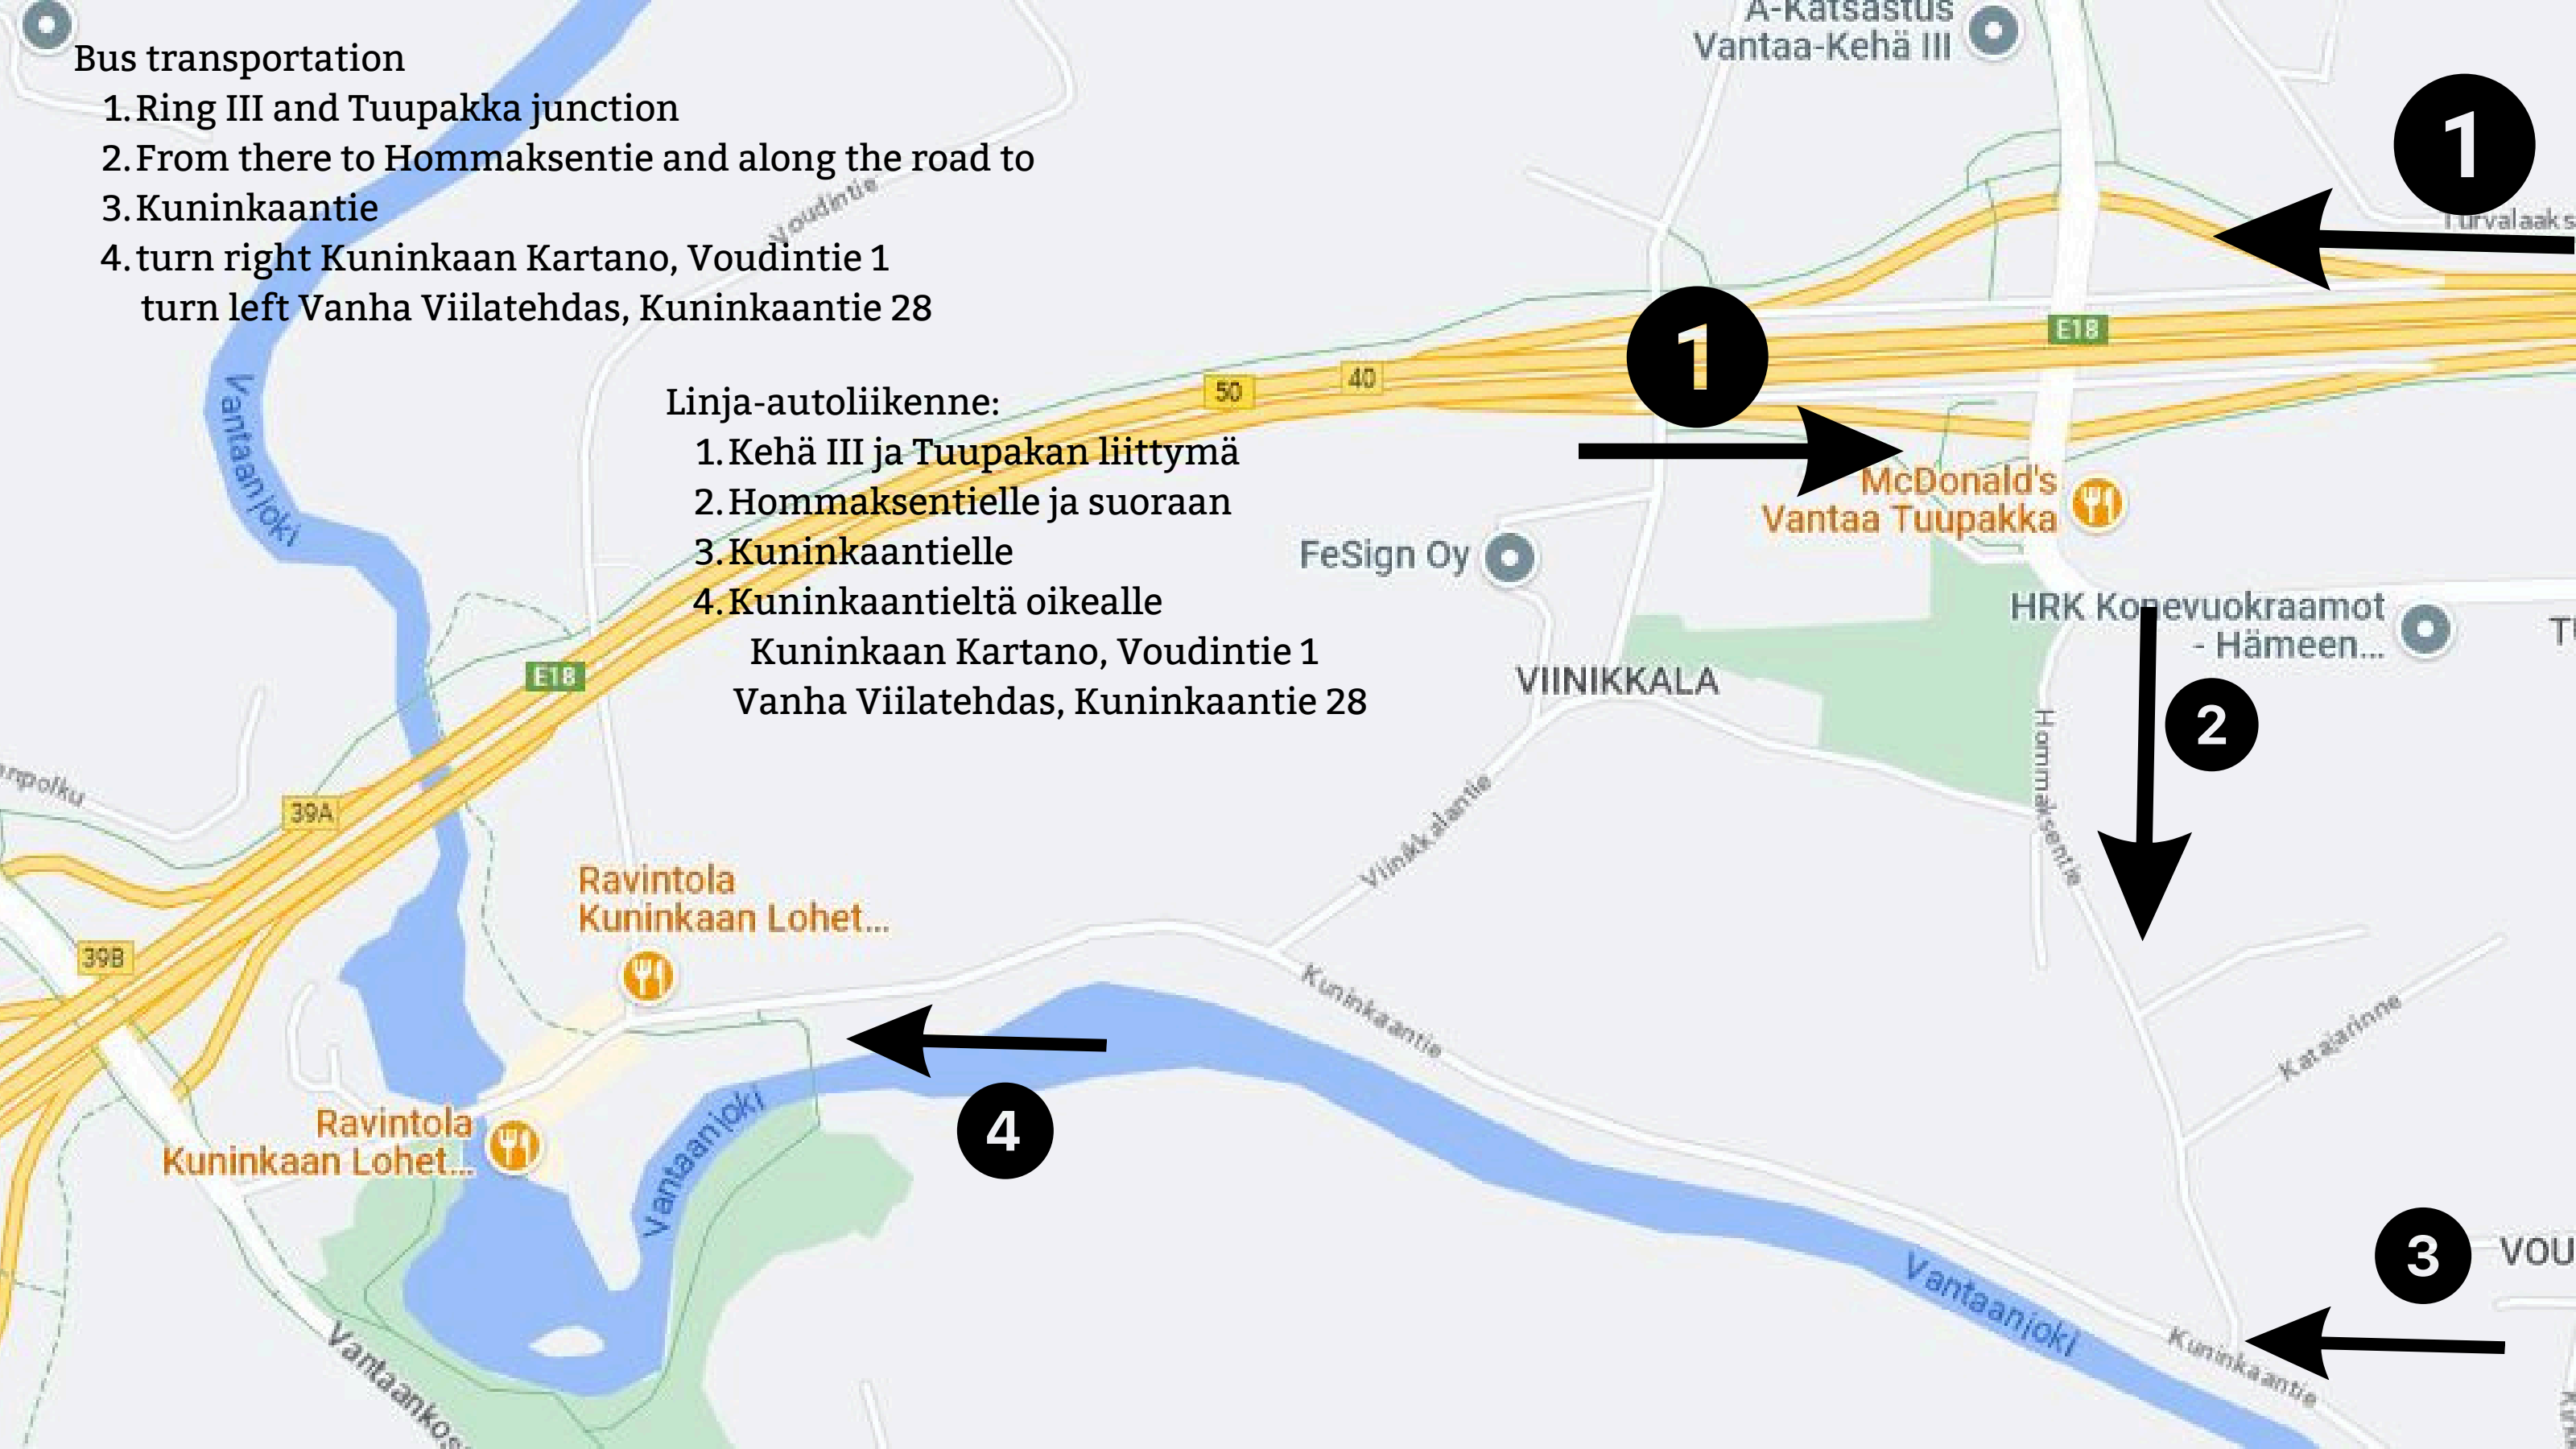 A-Katsastus
Vantaa-Kehä III
Bus transportation
1. Ring III and Tuupakka junction
2. From there to Hommaksentie and along the road to
3. Kuninkaantie
4. turn right Kuninkaan Kartano, Voudintie 1
turn left Vanha Viilatehdas, Kuninkaantie 28
1
Voudintie
E18
1
50
40
Vantaanjoki
Linja-autoliikenne:
1. Kehä III ja Tuupakan liittymä
2. Hommaksentielle ja suoraan
3. Kuninkaantielle
4. Kuninkaantieltä oikealle
Kuninkaan Kartano, Voudintie 1
Vanha Viilatehdas, Kuninkaantie 28
McDonald's
Vantaa Tuupakka
FeSign Oy
HRK Konevuokraamot
- Hämeen...
VIINIKKALA
E18
2
Hommaksentie
39A
Viinikkalantie
Ravintola
Kuninkaan Lohet...
39B
Kuninkaantie
Katajarinne
4
Ravintola
Kuninkaan Lohet...
Vantaanjoki
3
VOU
Vantaanjoki
Kuninkaantie
Vantaankos